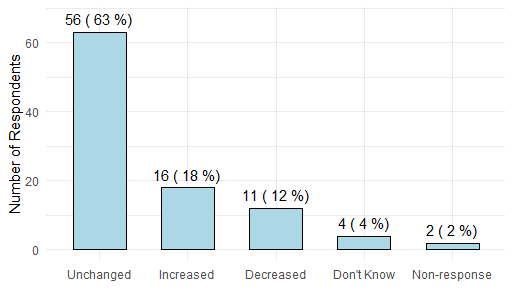 Number of Respondents
60
40
20
0
56 ( 63 %)
16 ( 18 %)
11 ( 12 %)
4 ( 4 %)
2 ( 2 %)
Unchanged
Increased
Decreased
Don't Know
Non-response